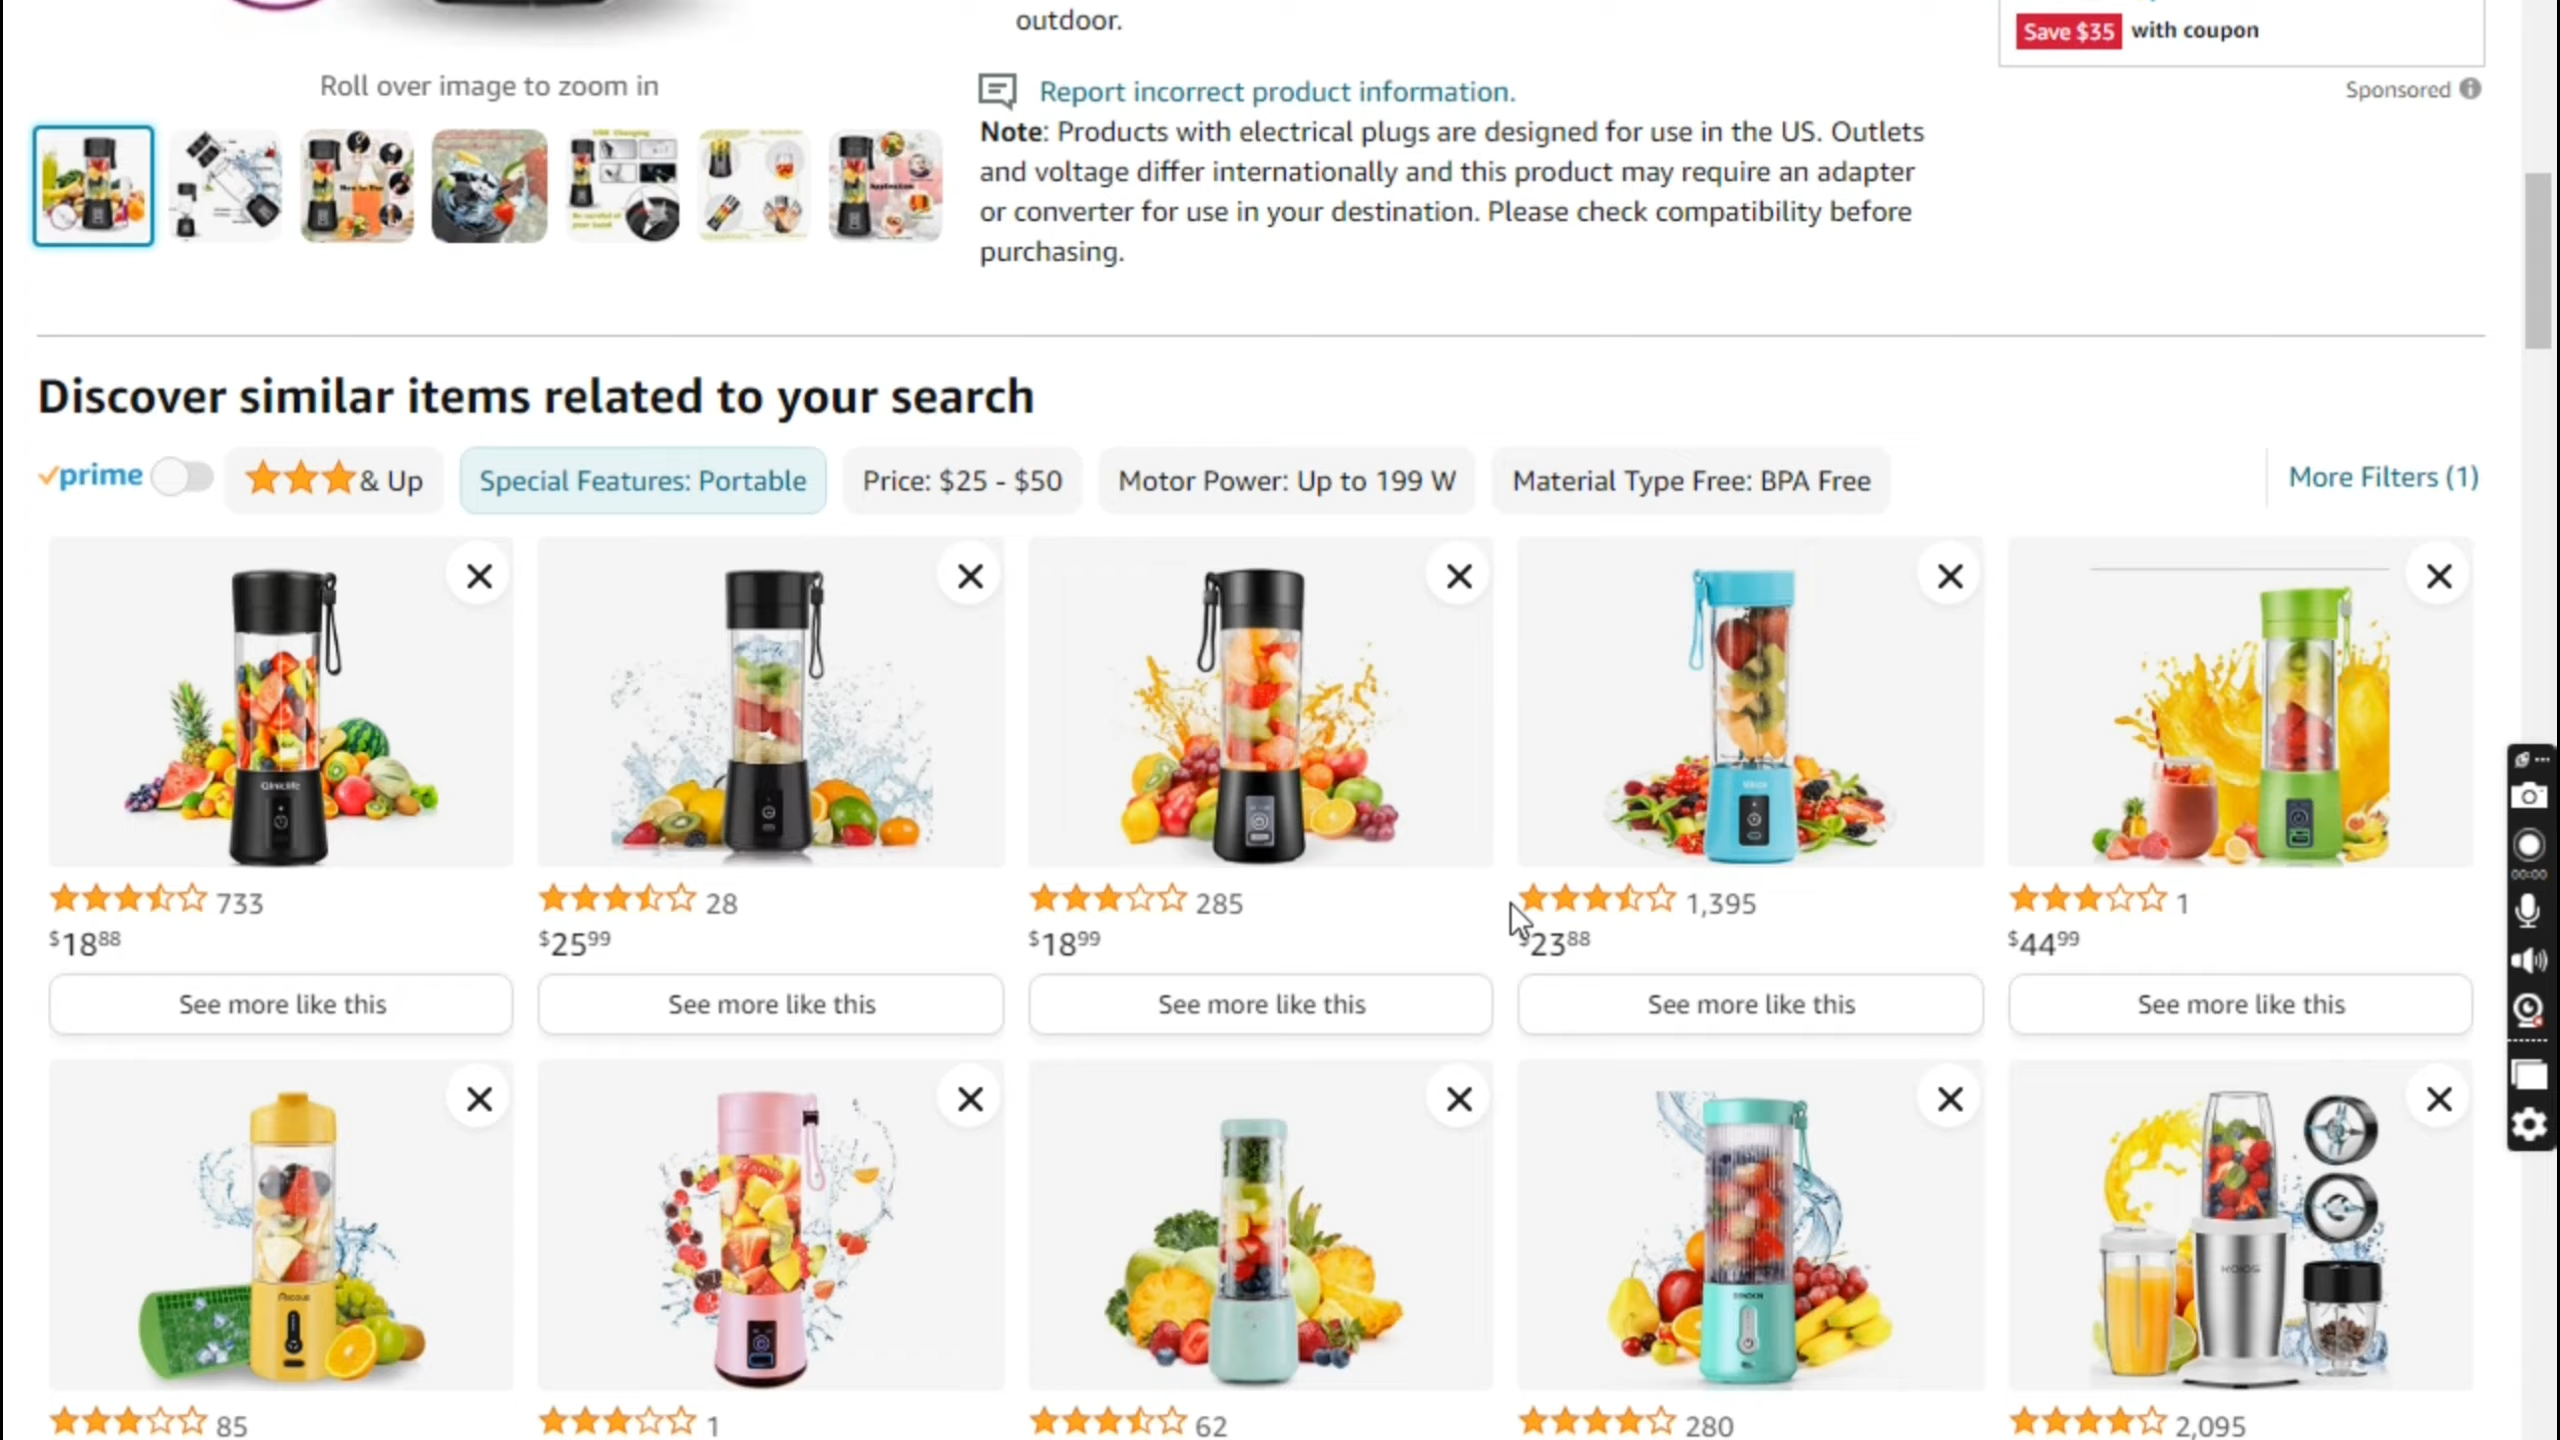 outdoor.
Save $35 with coupon
Sponsored
Roll over image to zoom in
Report incorrect product information.
Note: Products with electrical plugs are designed for use in the US. Outlets
and voltage differ internationally and this product may require an adapter
or converter for use in your destination. Please check compatibility before
purchasing.
Discover similar items related to your search
prime
& Up
Special Features: Portable
Price: $25 - $50
Motor Power: Up to 199 W
Material Type Free: BPA Free
More Filters (1)
733
28
285
1,395
1
$18 88
$25 99
$18 99
$23 88
$44 99
See more like this
See more like this
See more like this
See more like this
See more like this
85
1
62
280
2,095
00:00